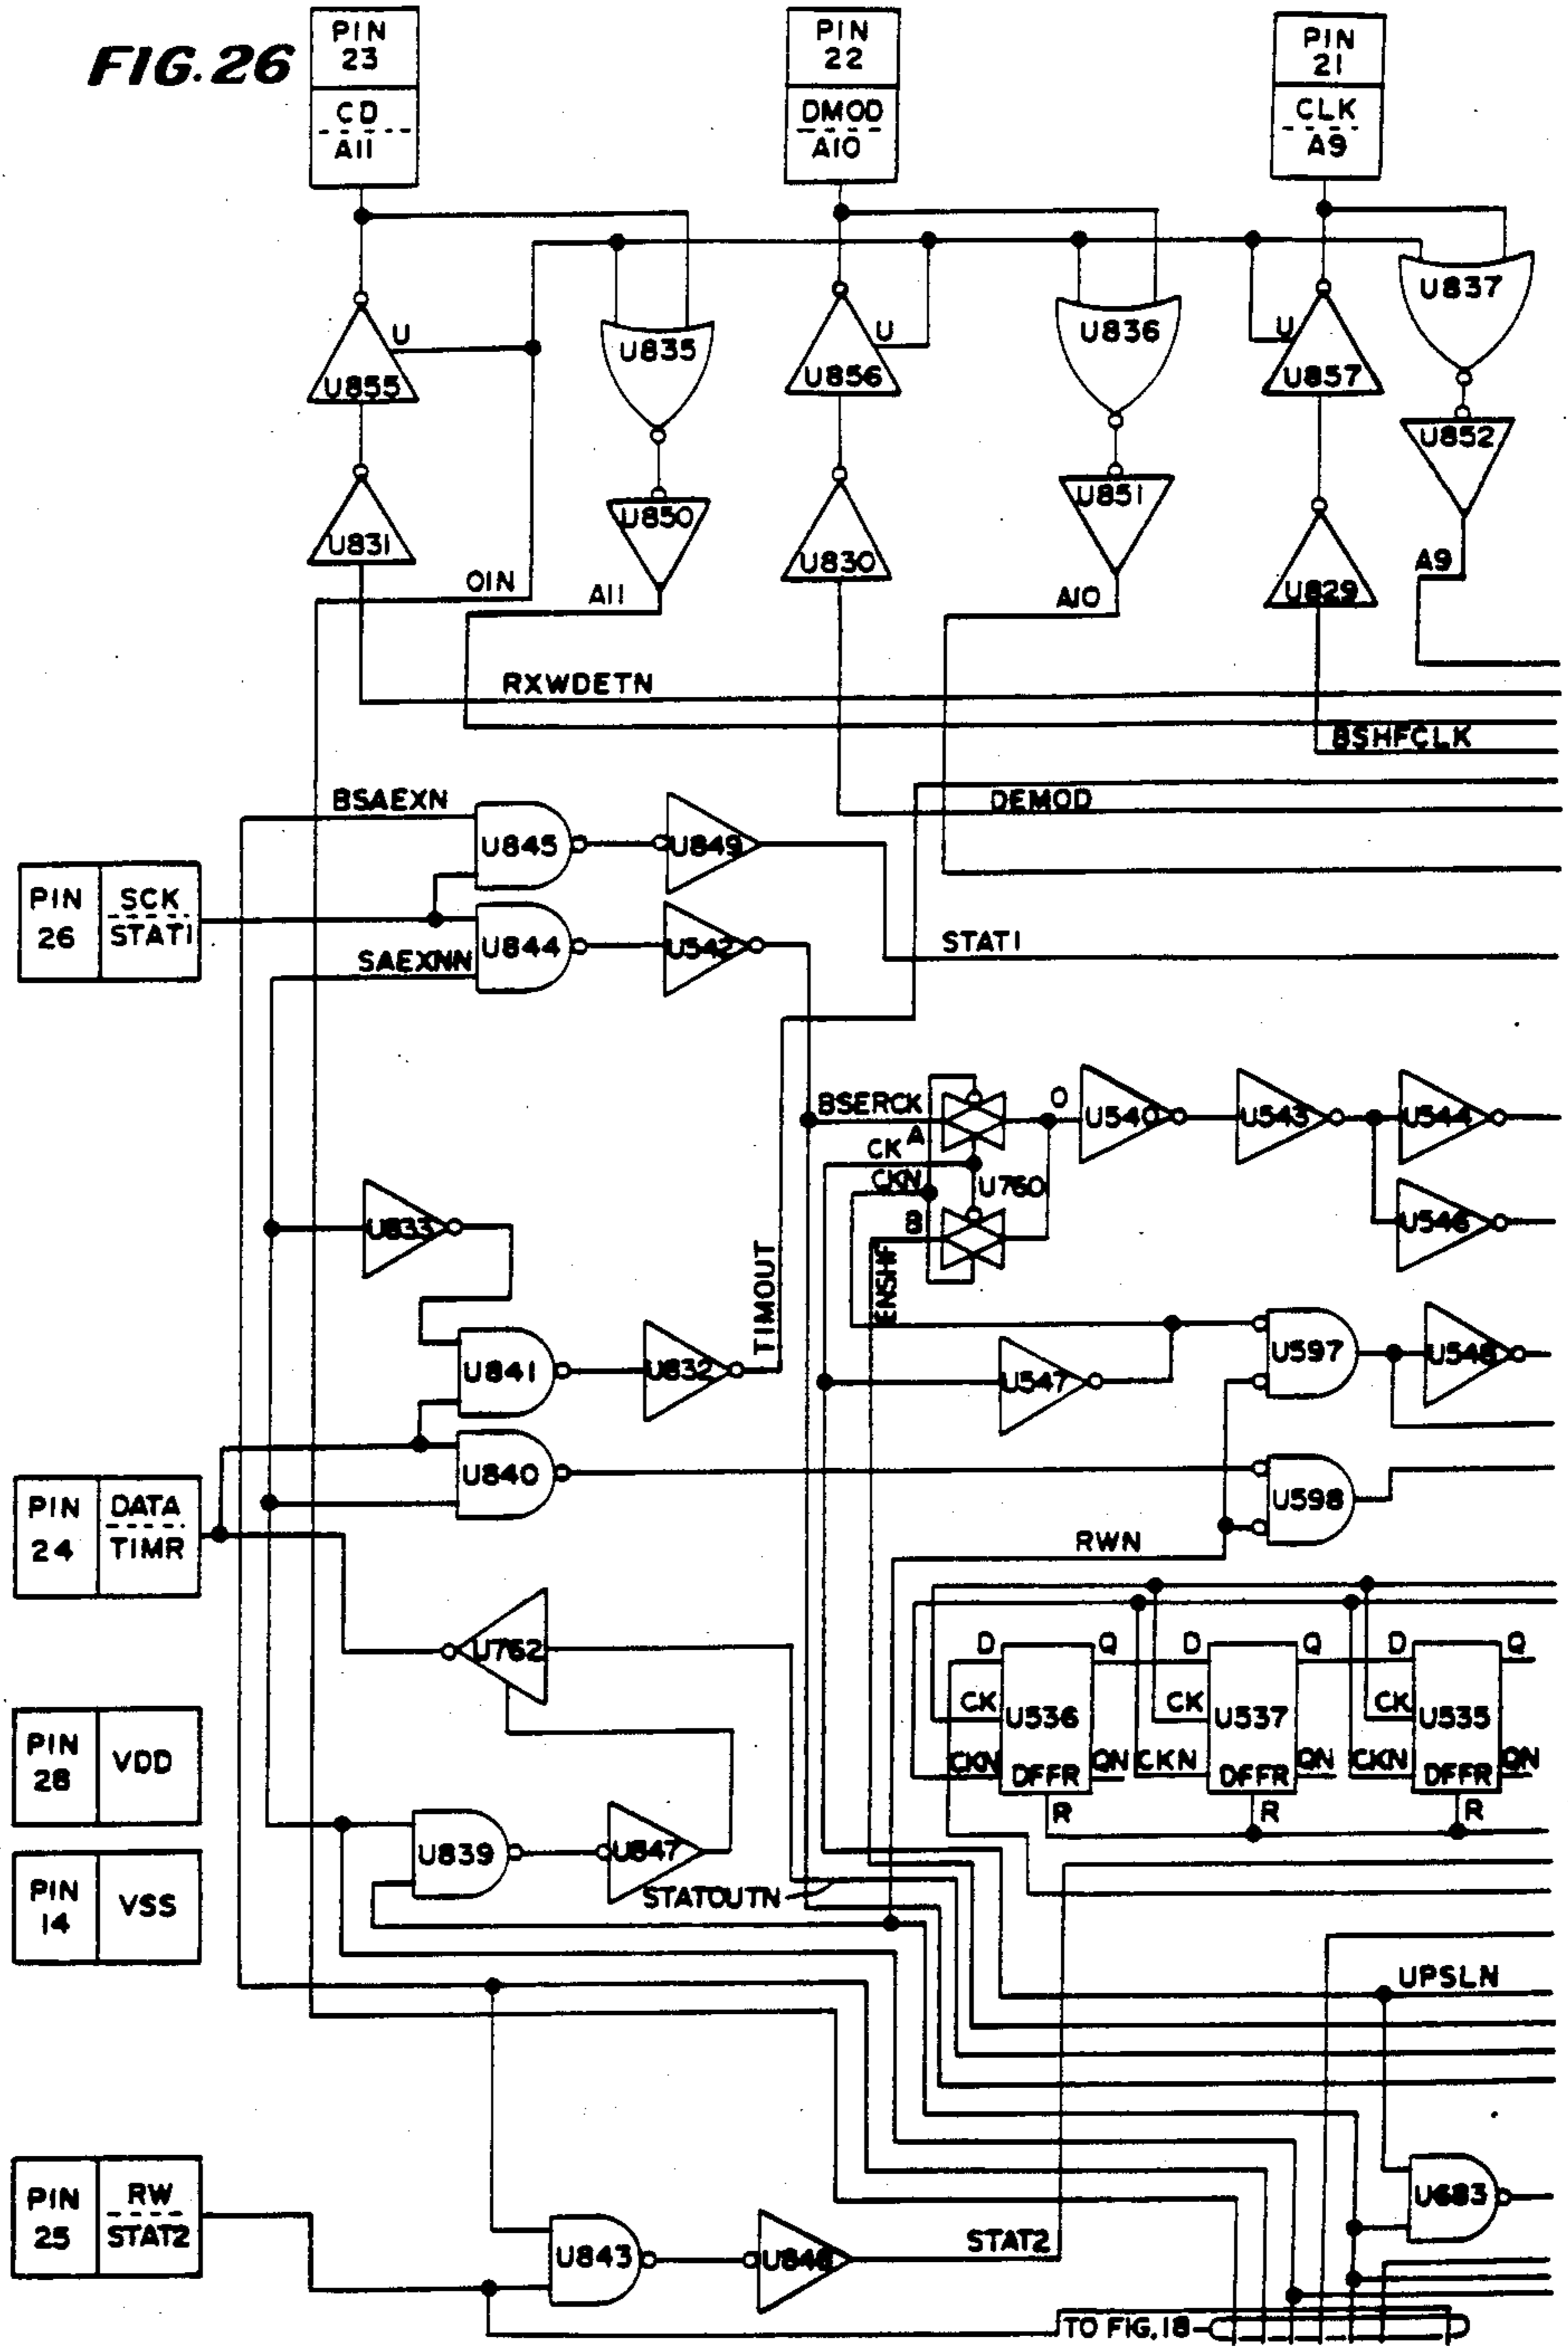 FIG.26
PIN
23
CD
A11
PIN
22
DMOD
A10
PIN
21
CLK
A9
U855
U
U835
U856
U
U836
U
U857
U837
U831
U850
U830
U851
U829
U852
OIN
A11
A10
A9
RXWDETN
BSHFCLK
DEMOD
BSAEXN
U845
U849
PIN
26
SCK
STAT1
U844
U542
STAT1
SAEXNN
BSERCK
A
O
U540
U543
U544
CK
CKN
U760
B
U546
ENSHF
U833
TIMOUT
U841
U832
U547
U597
U548
U840
U598
PIN
24
DATA
TIMR
RWN
U762
D
Q
D
Q
D
Q
CK
U536
CK
U537
CK
U535
CKN
DFFR
QN
CKN
DFFR
QN
CKN
DFFR
QN
R
R
R
PIN
28
VDD
U839
U847
STATOUTN
PIN
14
VSS
UPSLN
PIN
25
RW
STAT2
U843
STAT2
U683
TO FIG.18